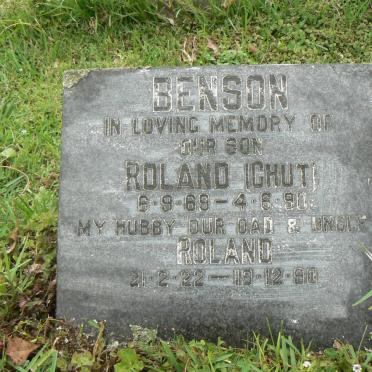 BENSON
IN LOVING MEMORY OF
OUR SON
ROLAND (CHUT)
6·9·69 - 4·6·90
MY HUBBY OUR DAD & UNCLE
ROLAND
21·2·22 - 19·12·90